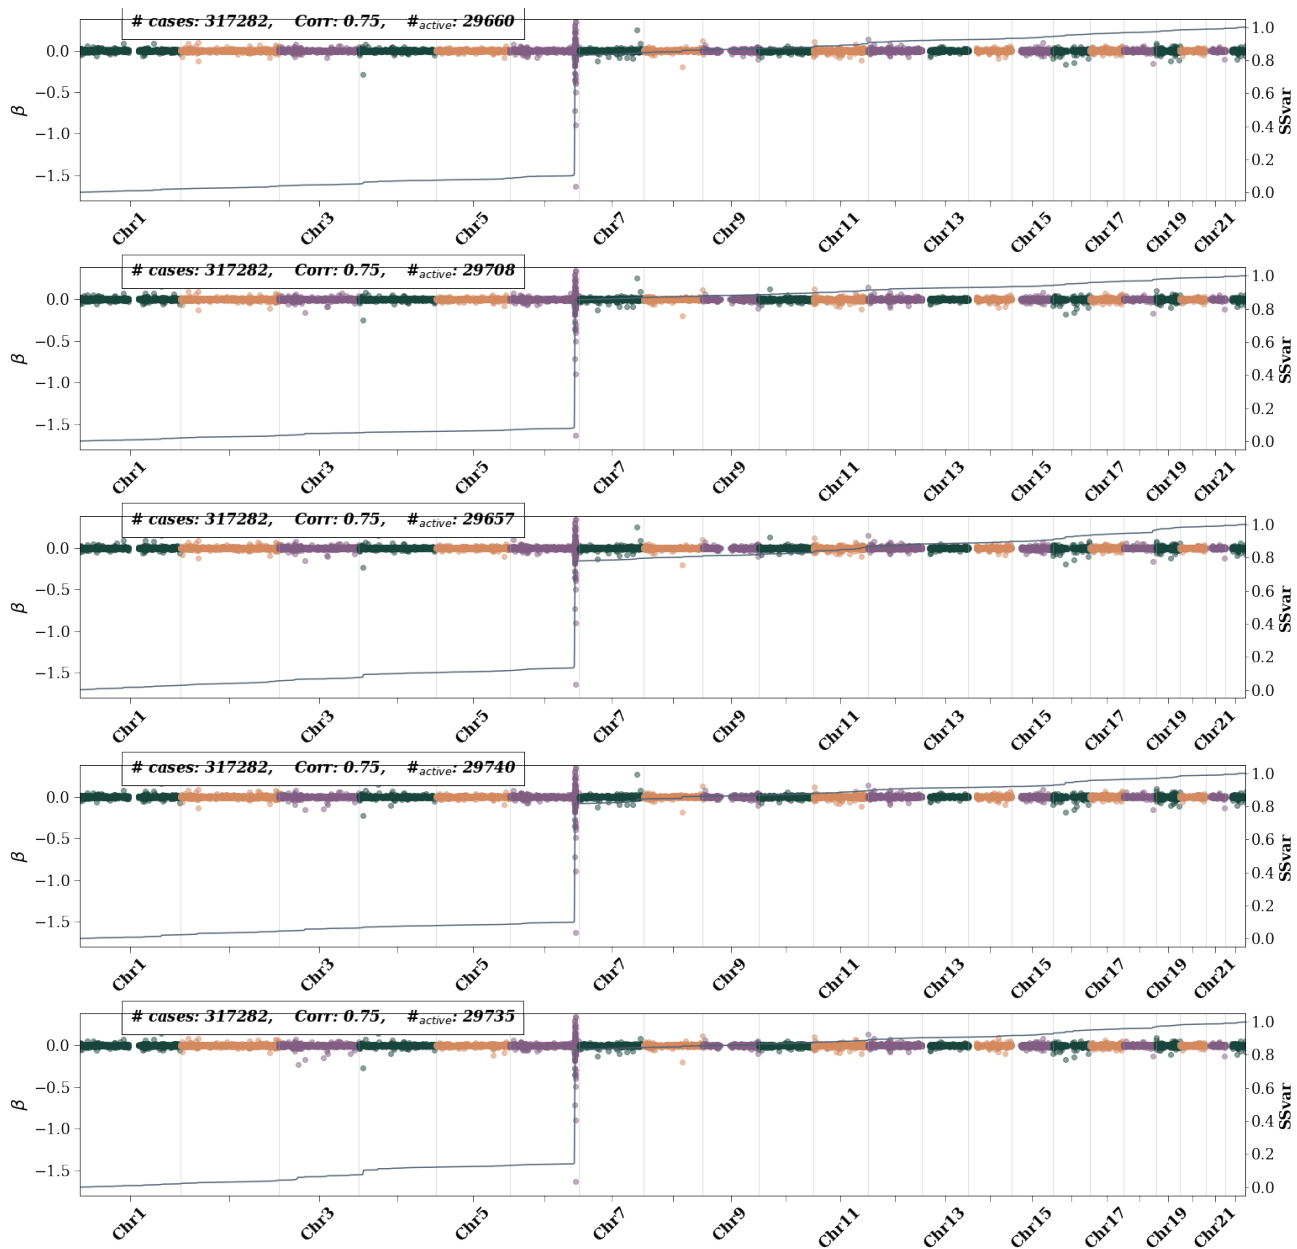 # cases: 317282,    Corr: 0.75,    #active: 29660
0.0
−0.5
−1.0
−1.5
β
1.0
0.8
0.6
0.4
0.2
0.0
SSvar
Chr1 Chr3 Chr5 Chr7 Chr9 Chr11 Chr13 Chr15 Chr17 Chr19 Chr21
# cases: 317282,    Corr: 0.75,    #active: 29708
0.0
−0.5
−1.0
−1.5
β
1.0
0.8
0.6
0.4
0.2
0.0
SSvar
Chr1 Chr3 Chr5 Chr7 Chr9 Chr11 Chr13 Chr15 Chr17 Chr19 Chr21
# cases: 317282,    Corr: 0.75,    #active: 29657
0.0
−0.5
−1.0
−1.5
β
1.0
0.8
0.6
0.4
0.2
0.0
SSvar
Chr1 Chr3 Chr5 Chr7 Chr9 Chr11 Chr13 Chr15 Chr17 Chr19 Chr21
# cases: 317282,    Corr: 0.75,    #active: 29740
0.0
−0.5
−1.0
−1.5
β
1.0
0.8
0.6
0.4
0.2
0.0
SSvar
Chr1 Chr3 Chr5 Chr7 Chr9 Chr11 Chr13 Chr15 Chr17 Chr19 Chr21
# cases: 317282,    Corr: 0.75,    #active: 29735
0.0
−0.5
−1.0
−1.5
β
1.0
0.8
0.6
0.4
0.2
0.0
SSvar
Chr1 Chr3 Chr5 Chr7 Chr9 Chr11 Chr13 Chr15 Chr17 Chr19 Chr21